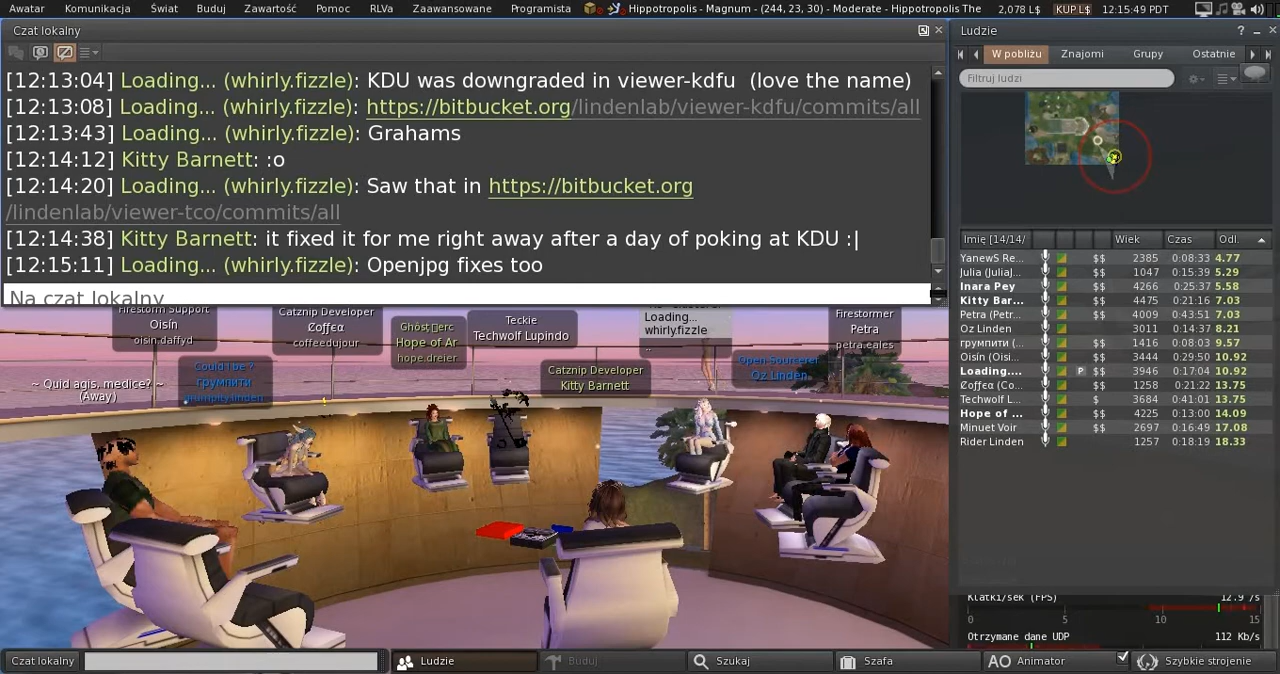 Awatar Komunikacja Świat Buduj Zawartość Pomoc RLVa Zaawansowane Programista Hippotropolis - Magnum - (244, 23, 30) - Moderate - Hippotropolis The 2,078 L$ KUP L$ 12:15:49 PDT
Czat lokalny
[12:13:04] Loading... (whirly.fizzle): KDU was downgraded in viewer-kdfu (love the name)
[12:13:08] Loading... (whirly.fizzle): https://bitbucket.org/lindenlab/viewer-kdfu/commits/all
[12:13:43] Loading... (whirly.fizzle): Grahams
[12:14:12] Kitty Barnett: :o
[12:14:20] Loading... (whirly.fizzle): Saw that in https://bitbucket.org
/lindenlab/viewer-tco/commits/all
[12:14:38] Kitty Barnett: it fixed it for me right away after a day of poking at KDU :|
[12:15:11] Loading... (whirly.fizzle): Openjpg fixes too
Na czat lokalny
Firestorm Support
Oisín
oisin.daffyd
Catznip Developer
Ȼoffeα
coffeedujour
Hope of Ar
hope.dreier
Teckie
Techwolf Lupindo
Loading...
whirly.fizzle
Firestormer
Petra
petra.eales
~ Quid agis, medice? ~
(Away)
Could I be ?
грумпити
grumpity.linden
Catznip Developer
Kitty Barnett
Open Sourcerer
Oz Linden
Ludzie
W pobliżu Znajomi Grupy Ostatnie
Filtruj ludzi
Imię [14/14/ Wiek Czas Odl.
YanewS Re... $$ 2385 0:08:33 4.77
Julia (JuliaJ... $$ 1047 0:15:39 5.29
Inara Pey $$ 4266 0:25:37 5.58
Kitty Bar... $$ 4475 0:21:16 7.03
Petra (Petr... $$ 4009 0:43:51 7.03
Oz Linden 3011 0:14:37 8.21
грумпити (... $$ 1416 0:08:03 9.57
Oisín (Oisi... $$ 3444 0:29:50 10.92
Loading.... P $$ 3946 0:17:04 10.92
Ȼoffeα (Co... $$ 1258 0:21:22 13.75
Techwolf L... $ 3684 0:41:01 13.75
Hope of ... $$ 4225 0:13:00 14.09
Minuet Voir $$ 2697 0:16:49 17.08
Rider Linden 1257 0:18:19 18.33
Klatki/sek (FPS) 12.9 /s
0 5 10 15
Otrzymane dane UDP 112 Kb/s
Czat lokalny Ludzie Buduj Szukaj Szafa AO Animator Szybkie strojenie